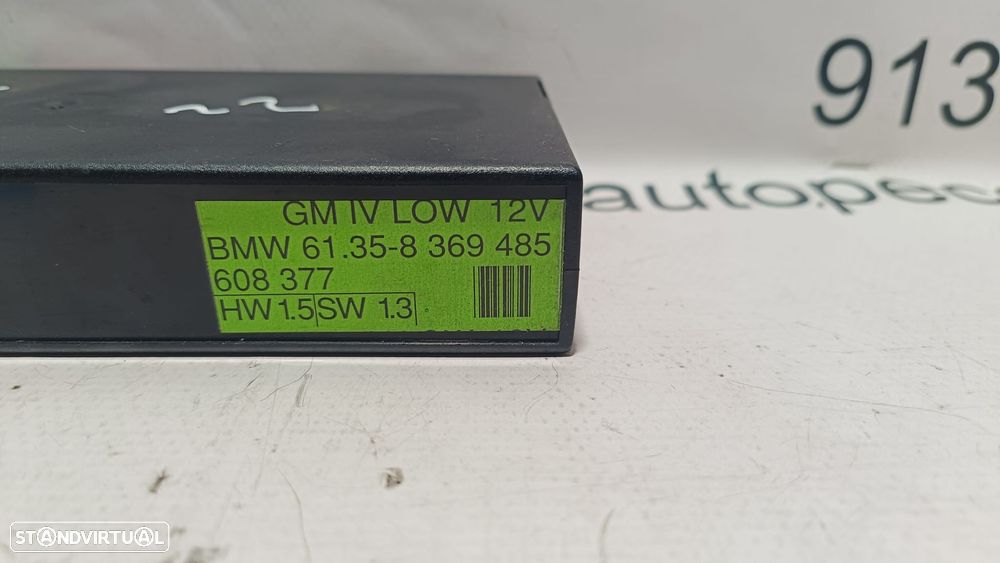 913
autopec
GM IV LOW 12V
BMW 61.35-8 369 485
608 377
HW 1.5 SW 1.3
STANDVIRTUAL